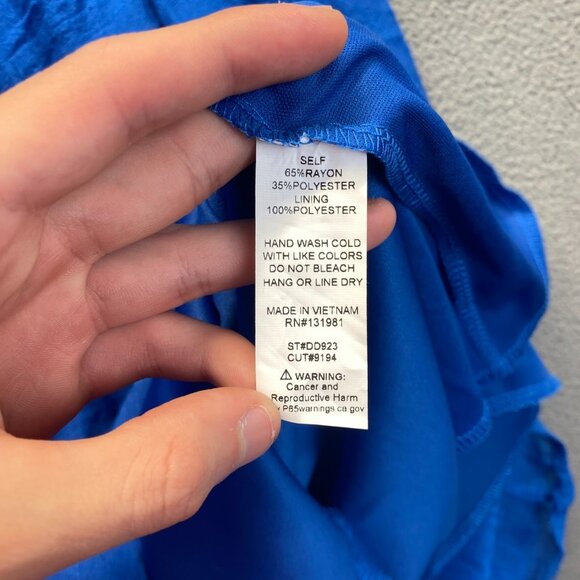 SELF
65%RAYON
35%POLYESTER
LINING
100%POLYESTER
HAND WASH COLD
WITH LIKE COLORS
DO NOT BLEACH
HANG OR LINE DRY
MADE IN VIETNAM
RN#131981
ST#DD923
CUT#9194
⚠ WARNING:
Cancer and
Reproductive Harm
P65warnings.ca.gov